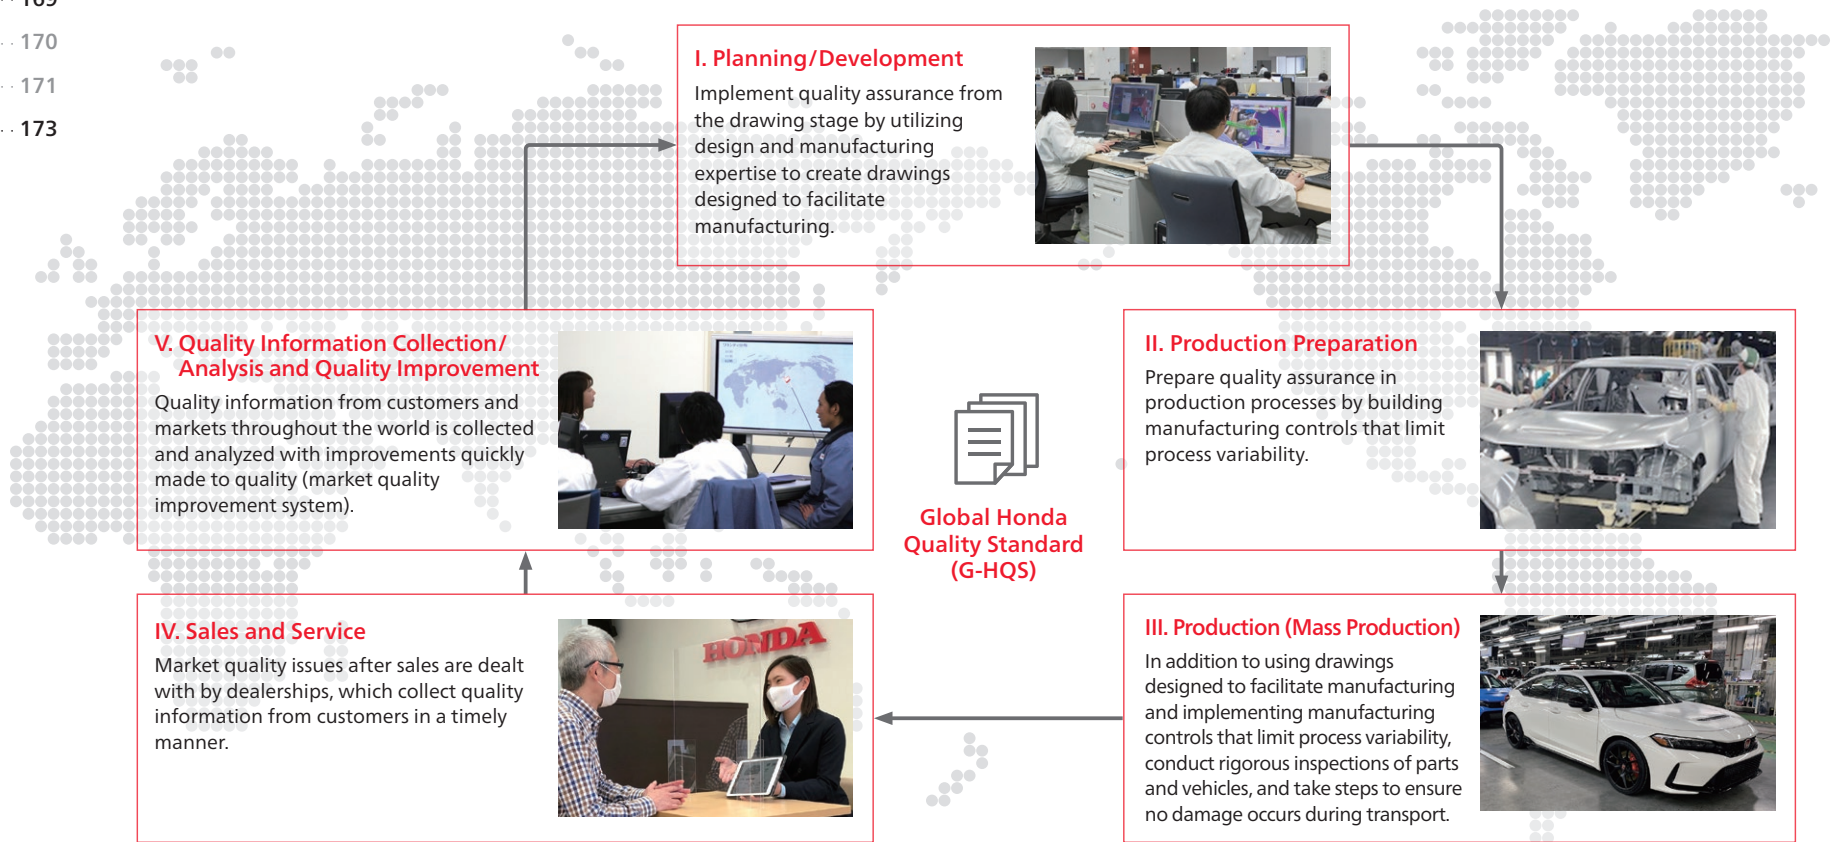 169
170
171
173
I. Planning/Development
Implement quality assurance from
the drawing stage by utilizing
design and manufacturing
expertise to create drawings
designed to facilitate
manufacturing.
II. Production Preparation
Prepare quality assurance in
production processes by building
manufacturing controls that limit
process variability.
III. Production (Mass Production)
In addition to using drawings
designed to facilitate manufacturing
and implementing manufacturing
controls that limit process variability,
conduct rigorous inspections of parts
and vehicles, and take steps to ensure
no damage occurs during transport.
IV. Sales and Service
Market quality issues after sales are dealt
with by dealerships, which collect quality
information from customers in a timely
manner.
HONDA
V. Quality Information Collection/
Analysis and Quality Improvement
Quality information from customers and
markets throughout the world is collected
and analyzed with improvements quickly
made to quality (market quality
improvement system).
Global Honda
Quality Standard
(G-HQS)